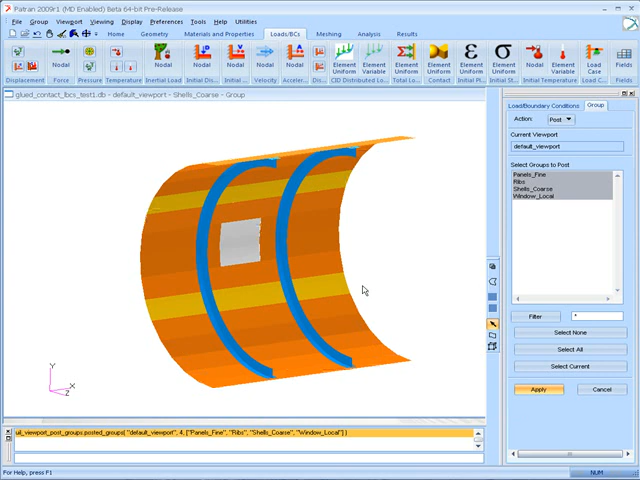 Patran 2009r1 (MD Enabled) Beta 64-bit Pre-Release
File Group Viewport Viewing Display Preferences Tools Help Utilities
Home Geometry Materials and Properties Loads/BCs Meshing Analysis Results
Nodal Nodal Nodal Nodal Nodal Element Uniform Element Variable Total Load Element Uniform Element Uniform Element Uniform Nodal Load Case Fields
Displacement Pressure Temperature Inertial Load Initial Dis... Initial ... Velocity Acceler... Dis... CID Distributed Lo... Total Lo... Contact Initial Pl... Initial St... Initial Temperature Load C... Fields
glued_contact_lbcs_test1.db - default_viewport - Shells_Coarse - Group
Load/Boundary Conditions Group
Action: Post
Current Viewport
default_viewport
Select Groups to Post
Panels_Fine
Ribs
Shells_Coarse
Window_Local
Filter *
Select None
Select All
Select Current
Apply Cancel
Y
X
Z
uil_viewport_post_groups.posted_groups( "default_viewport", 4, ["Panels_Fine", "Ribs", "Shells_Coarse", "Window_Local"] )
For Help, press F1
NUM